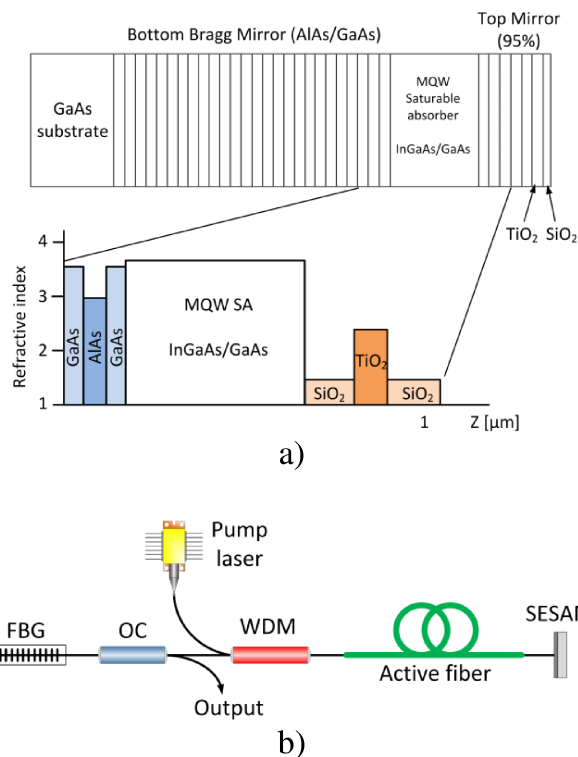 Bottom Bragg Mirror (AlAs/GaAs)
Top Mirror
(95%)
GaAs
substrate
MQW
Saturable
absorber
InGaAs/GaAs
TiO₂ SiO₂
Refractive index
4
3
2
1
GaAs
AlAs
GaAs
MQW SA
InGaAs/GaAs
SiO₂
TiO₂
SiO₂
1
Z [µm]
a)
Pump
laser
FBG
OC
WDM
SESAM
Active fiber
Output
b)